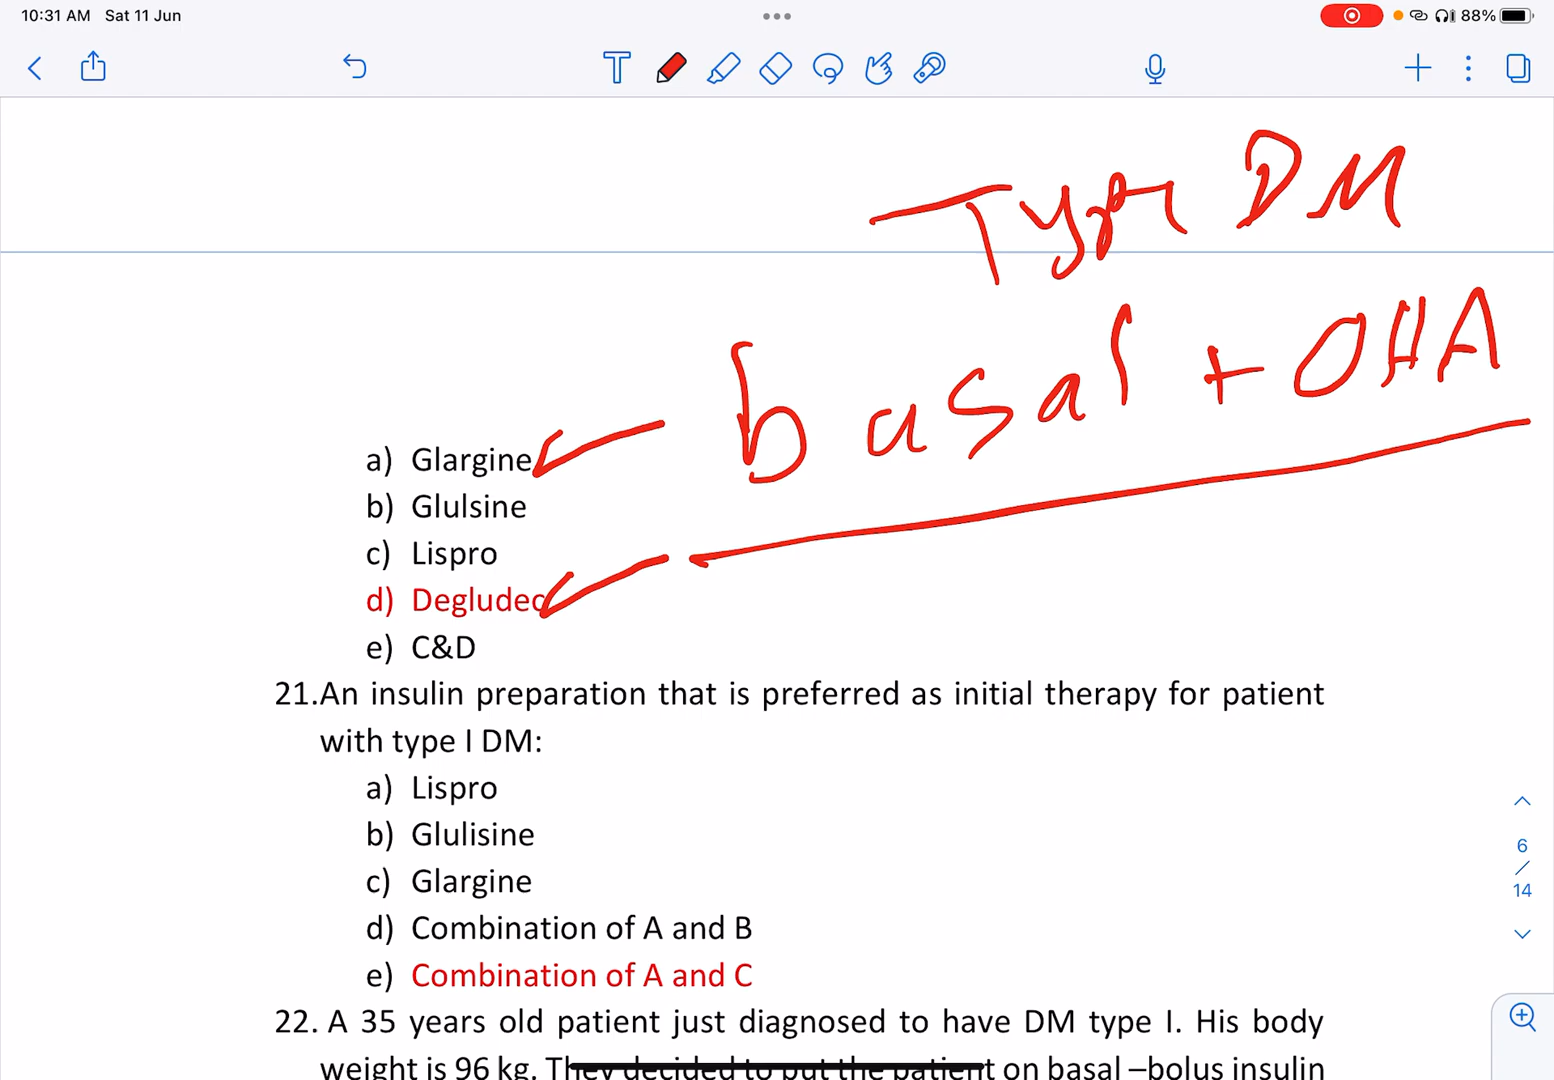 10:31 AM Sat 11 Jun
88%
Type DM
basal + OHA
a) Glargine
b) Glulsine
c) Lispro
d) Degludec
e) C&D
21.An insulin preparation that is preferred as initial therapy for patient
with type I DM:
a) Lispro
b) Glulisine
c) Glargine
d) Combination of A and B
e) Combination of A and C
6
/
14
22. A 35 years old patient just diagnosed to have DM type I. His body
weight is 96 kg. They decided to put the patient on basal –bolus insulin